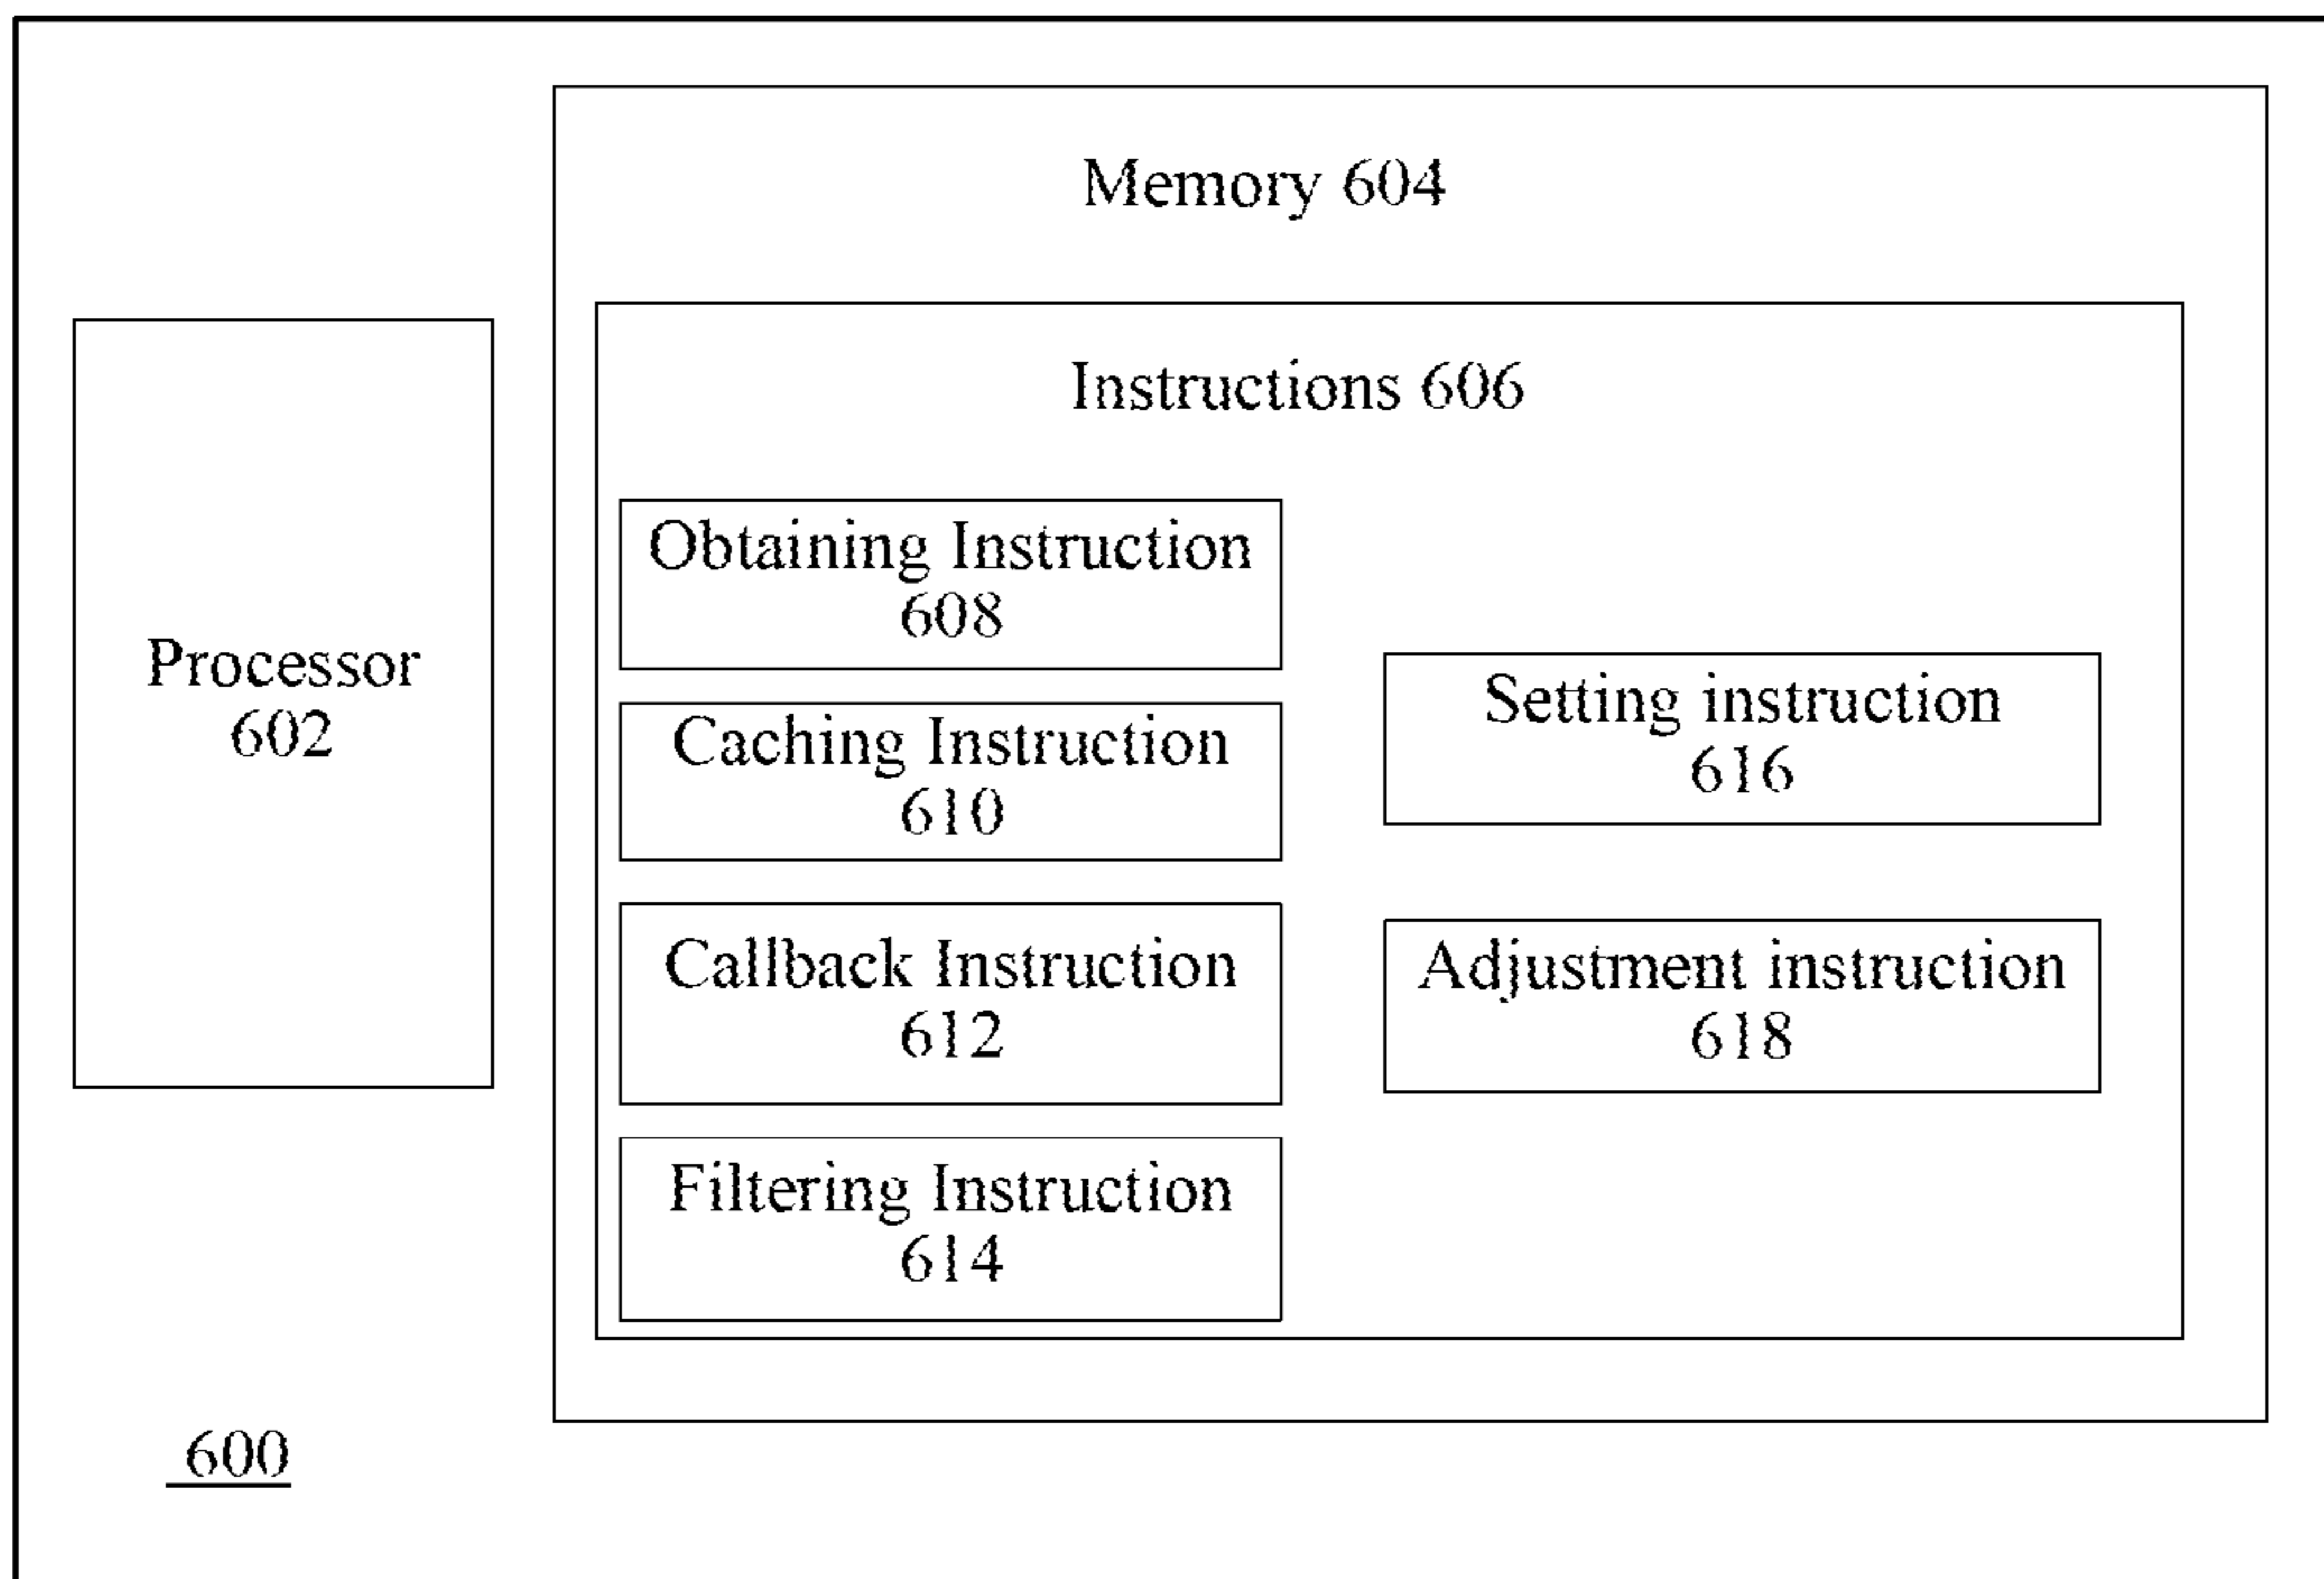 Memory 604
Instructions 606
Processor
602
Obtaining Instruction
608
Caching Instruction
610
Callback Instruction
612
Filtering Instruction
614
Setting instruction
616
Adjustment instruction
618
600